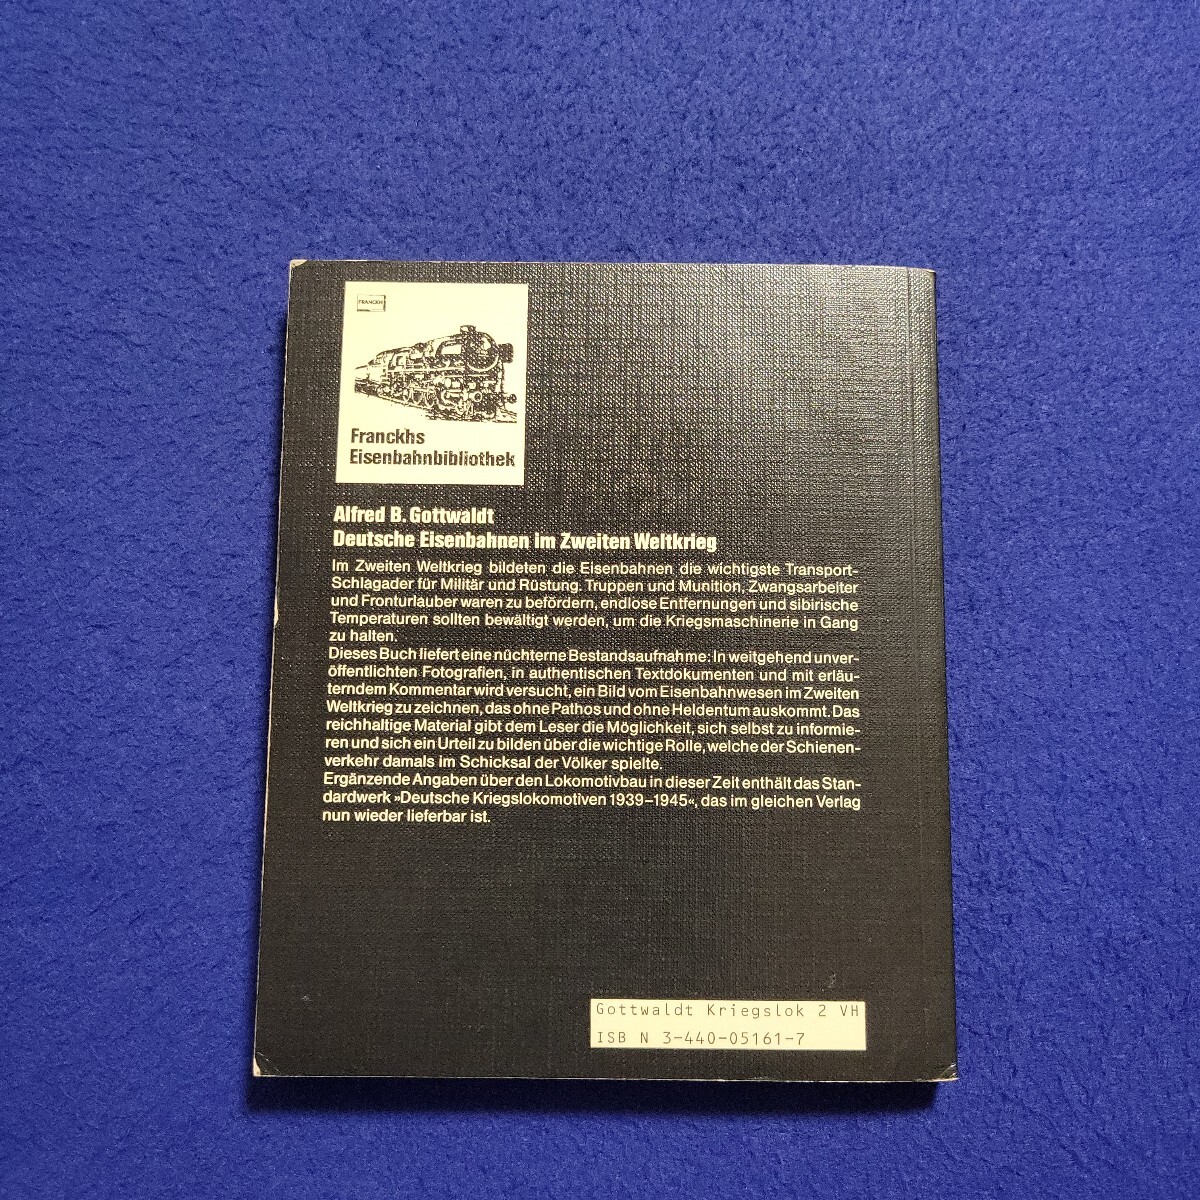 FRANCKH
Franckhs
Eisenbahnbibliothek
Alfred B. Gottwaldt
Deutsche Eisenbahnen im Zweiten Weltkrieg
Im Zweiten Weltkrieg bildeten die Eisenbahnen die wichtigste Transport-
Schlagader für Militär und Rüstung. Truppen und Munition, Zwangsarbeiter
und Fronturlauber waren zu befördern, endlose Entfernungen und sibirische
Temperaturen sollten bewältigt werden, um die Kriegsmaschinerie in Gang
zu halten.
Dieses Buch liefert eine nüchterne Bestandsaufnahme: In weitgehend unver-
öffentlichten Fotografien, in authentischen Textdokumenten und mit erläu-
terndem Kommentar wird versucht, ein Bild vom Eisenbahnwesen im Zweiten
Weltkrieg zu zeichnen, das ohne Pathos und ohne Heldentum auskommt. Das
reichhaltige Material gibt dem Leser die Möglichkeit, sich selbst zu informie-
ren und sich ein Urteil zu bilden über die wichtige Rolle, welche der Schienen-
verkehr damals im Schicksal der Völker spielte.
Ergänzende Angaben über den Lokomotivbau in dieser Zeit enthält das Stan-
dardwerk »Deutsche Kriegslokomotiven 1939–1945«, das im gleichen Verlag
nun wieder lieferbar ist.
Gottwaldt Kriegslok 2 VH
ISB N 3-440-05161-7